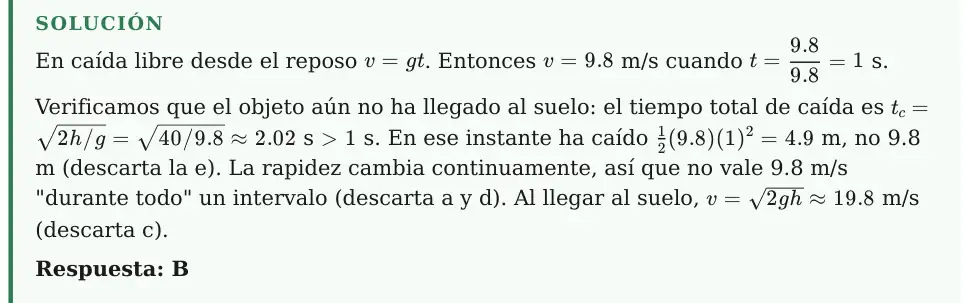 SOLUCIÓN
En caída libre desde el reposo v = gt. Entonces v = 9.8 m/s cuando t = 9.8/9.8 = 1 s.
Verificamos que el objeto aún no ha llegado al suelo: el tiempo total de caída es t_c =
√(2h/g) = √(40/9.8) ≈ 2.02 s > 1 s. En ese instante ha caído ½(9.8)(1)² = 4.9 m, no 9.8
m (descarta la e). La rapidez cambia continuamente, así que no vale 9.8 m/s
"durante todo" un intervalo (descarta a y d). Al llegar al suelo, v = √(2gh) ≈ 19.8 m/s
(descarta c).
Respuesta: B